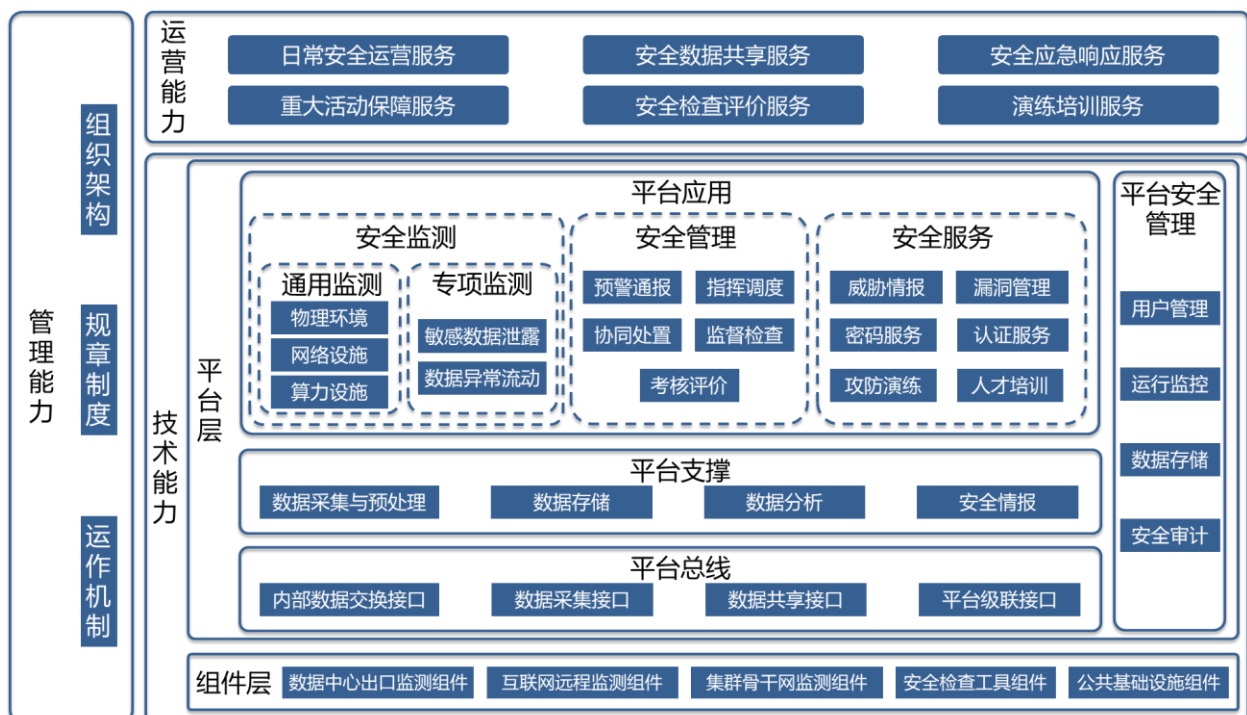 管理能力
组织架构
规章制度
运作机制
运营能力
日常安全运营服务
安全数据共享服务
安全应急响应服务
重大活动保障服务
安全检查评价服务
演练培训服务
技术能力
平台层
平台应用
安全监测
通用监测
物理环境
网络设施
算力设施
专项监测
敏感数据泄露
数据异常流动
安全管理
预警通报
指挥调度
协同处置
监督检查
考核评价
安全服务
威胁情报
漏洞管理
密码服务
认证服务
攻防演练
人才培训
平台支撑
数据采集与预处理
数据存储
数据分析
安全情报
平台总线
内部数据交换接口
数据采集接口
数据共享接口
平台级联接口
平台安全
管理
用户管理
运行监控
数据存储
安全审计
组件层
数据中心出口监测组件
互联网远程监测组件
集群骨干网监测组件
安全检查工具组件
公共基础设施组件